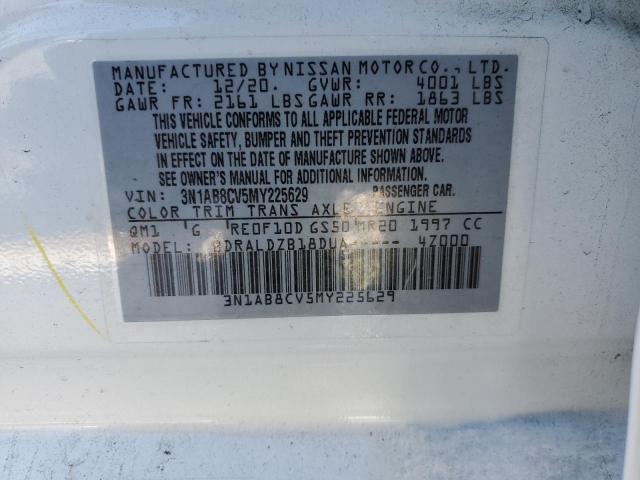 MANUFACTURED BY NISSAN MOTOR CO., LTD.
DATE: 12/20. GVWR: 4001 LBS
GAWR FR: 2161 LBS GAWR RR: 1863 LBS
THIS VEHICLE CONFORMS TO ALL APPLICABLE FEDERAL MOTOR
VEHICLE SAFETY, BUMPER AND THEFT PREVENTION STANDARDS
IN EFFECT ON THE DATE OF MANUFACTURE SHOWN ABOVE.
SEE OWNER'S MANUAL FOR ADDITIONAL INFORMATION
VIN: 3N1AB8CV5MY225629 PASSENGER CAR.
COLOR TRIM TRANS AXLE ENGINE
QM1 G RE0F10D GS50 MR20 1997 CC
MODEL: BDRALDZB18DUA ---- 4Z000
3N1AB8CV5MY225629